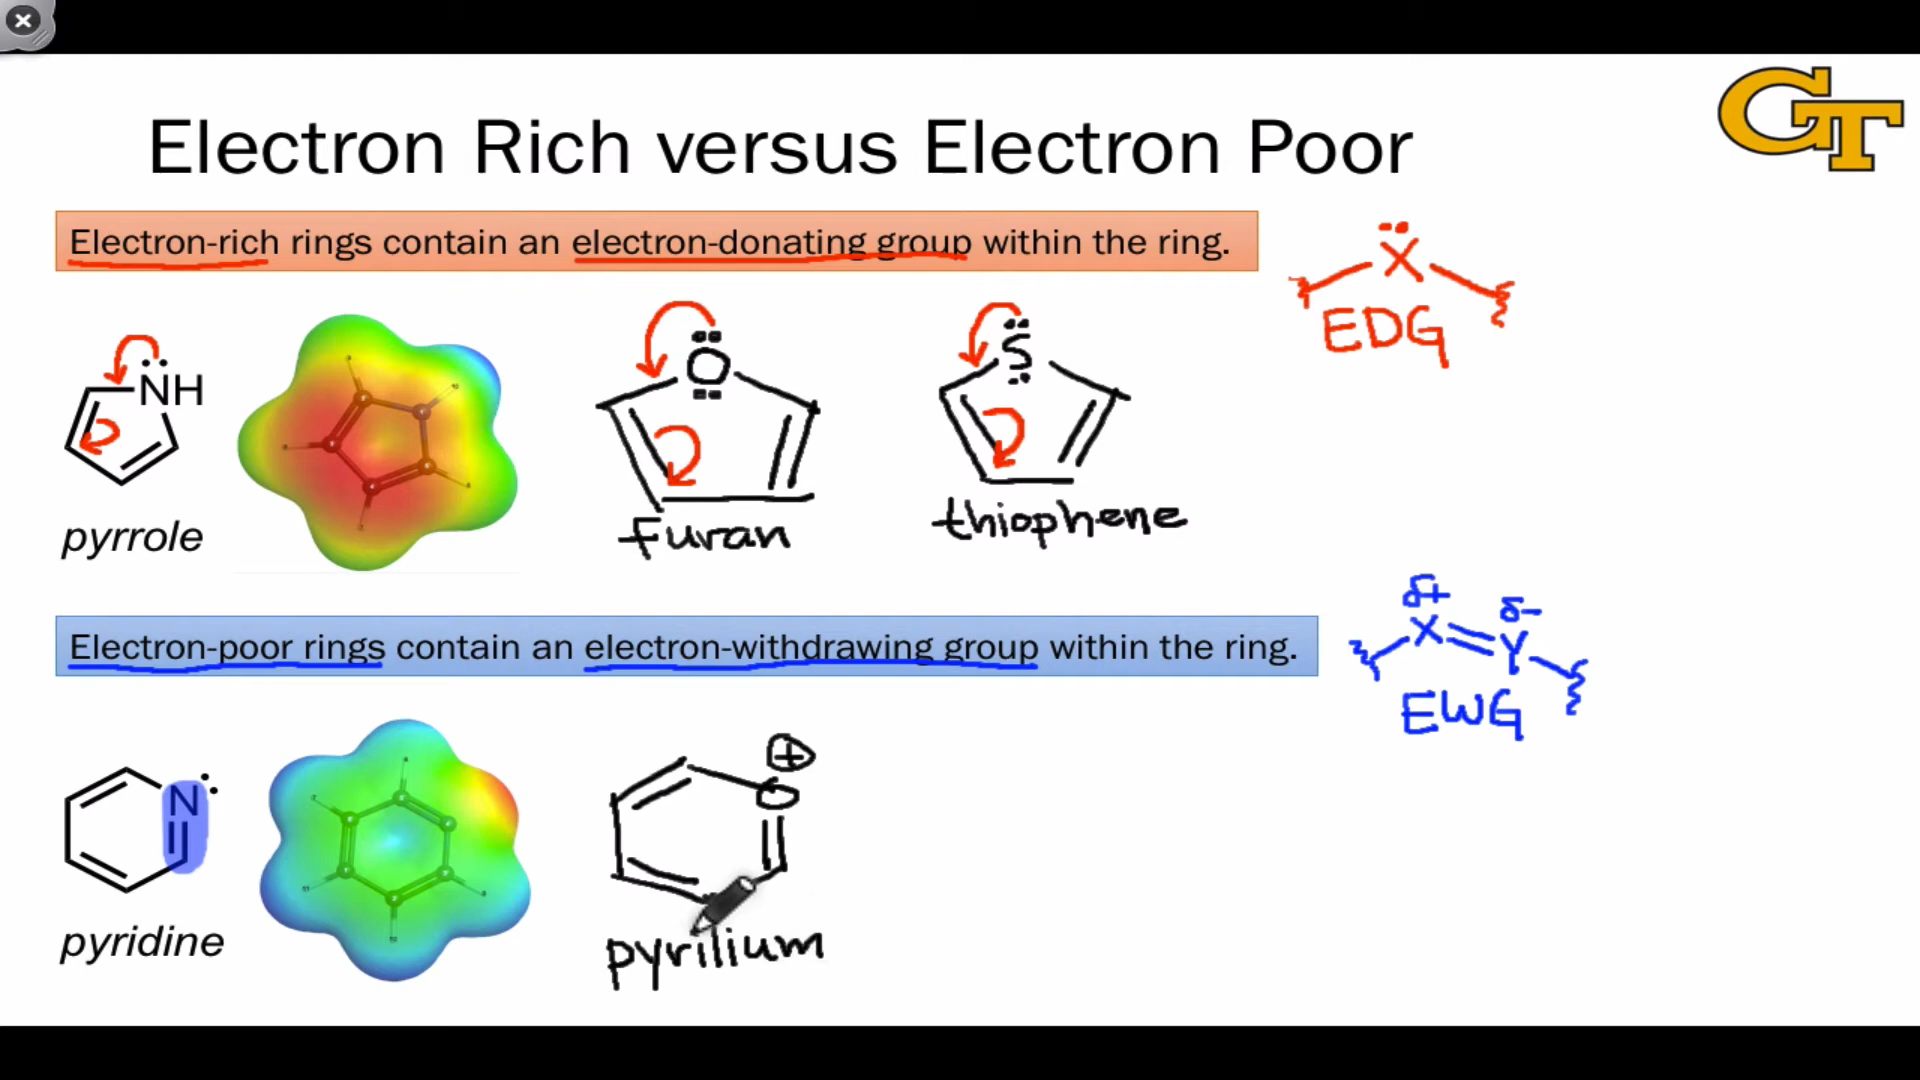 GT
Electron Rich versus Electron Poor
Electron-rich rings contain an electron-donating group within the ring.
Ẍ
EDG
NH
O
S
pyrrole
furan
thiophene
δ+ δ-
X=Y
Electron-poor rings contain an electron-withdrawing group within the ring.
EWG
N
+
O
pyridine
pyrilium